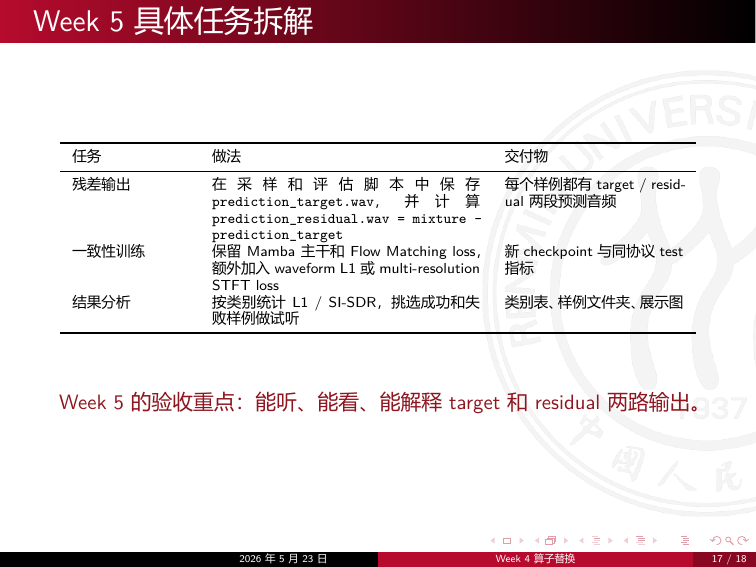 Week 5 具体任务拆解
任务 做法 交付物
残差输出 在采样和评估脚本中保存 每个样例都有 target / resid-
prediction_target.wav, 并计算 ual 两段预测音频
prediction_residual.wav = mixture -
prediction_target
一致性训练 保留 Mamba 主干和 Flow Matching loss, 新 checkpoint 与同协议 test
额外加入 waveform L1 或 multi-resolution 指标
STFT loss
结果分析 按类别统计 L1 / SI-SDR，挑选成功和失 类别表、样例文件夹、展示图
败样例做试听
Week 5 的验收重点：能听、能看、能解释 target 和 residual 两路输出。
1937
中国人民
2026 年 5 月 23 日 Week 4 算子替换 17 / 18